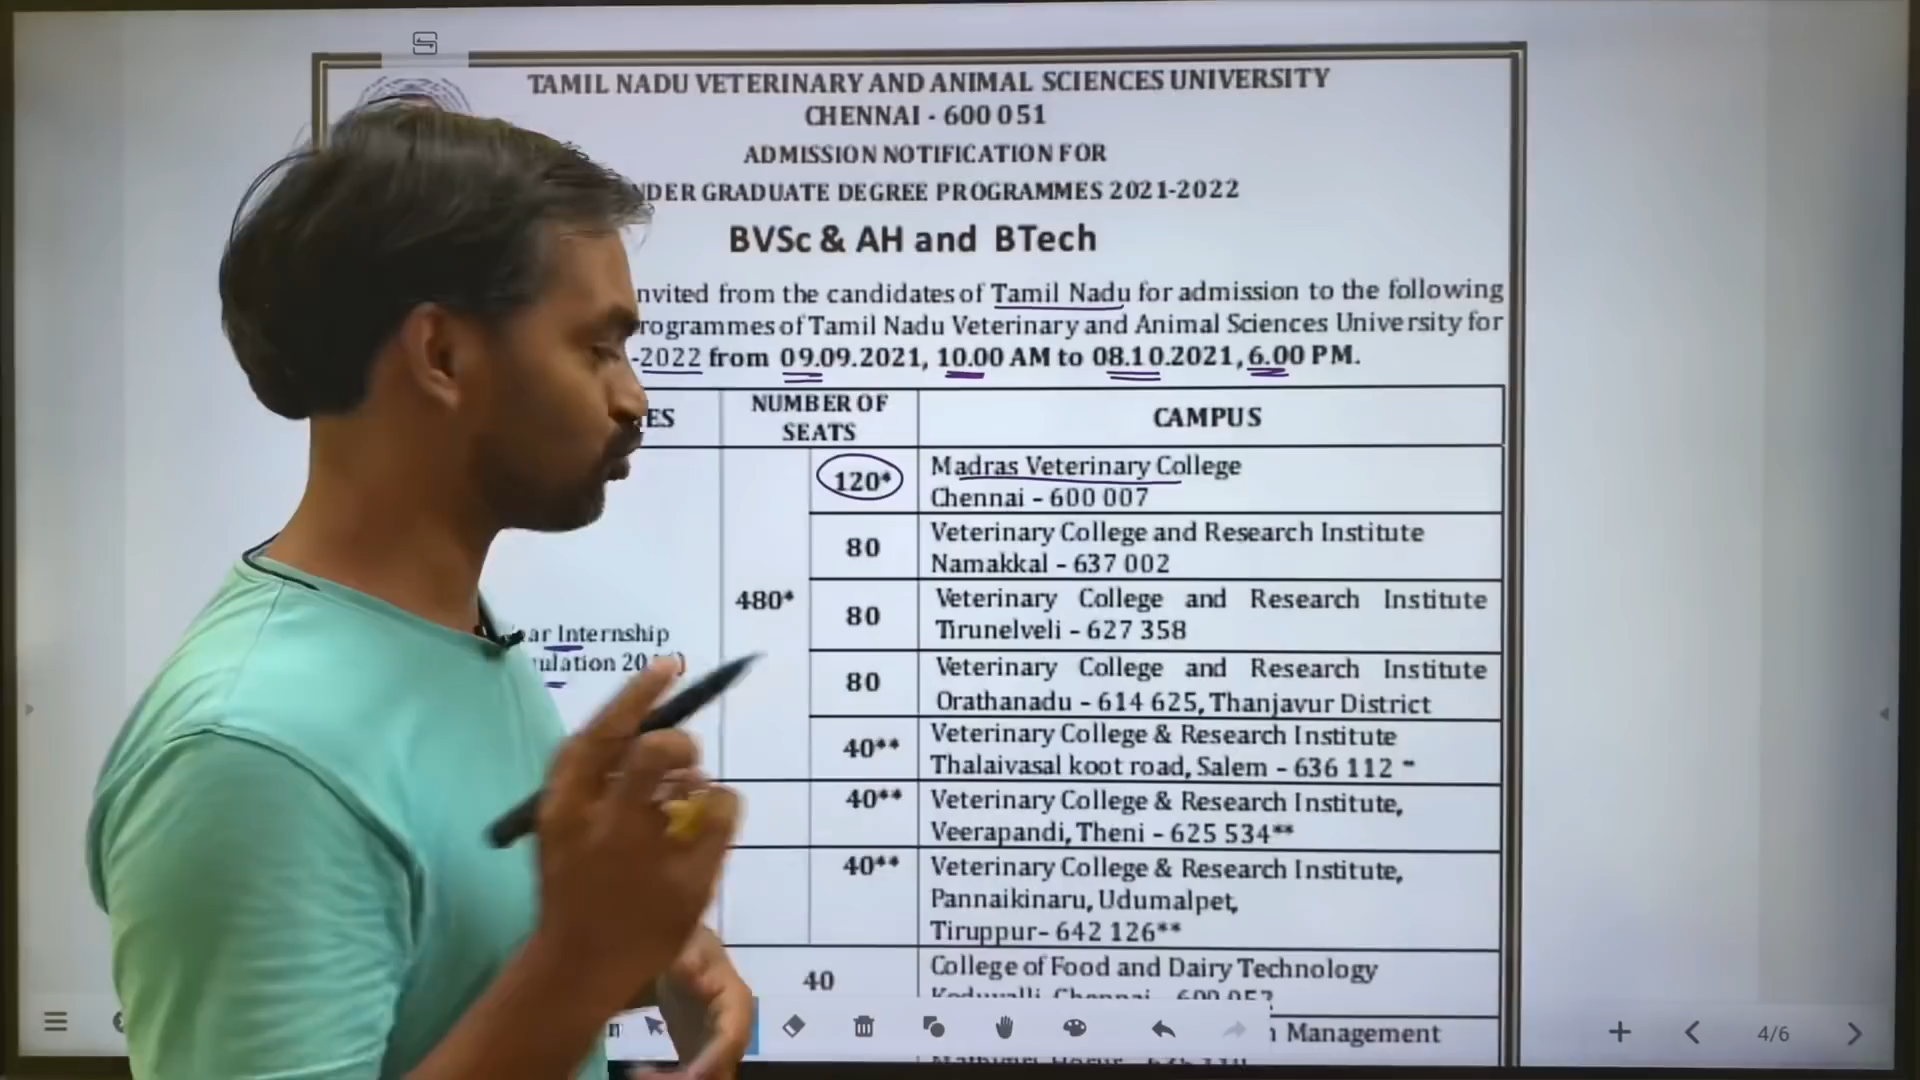 TAMIL NADU VETERINARY AND ANIMAL SCIENCES UNIVERSITY
CHENNAI - 600 051
ADMISSION NOTIFICATION FOR
GRADUATE DEGREE PROGRAMMES 2021-2022
BVSc & AH and BTech
from the candidates of Tamil Nadu for admission to the following
of Tamil Nadu Veterinary and Animal Sciences University for
-2022 from 09.09.2021, 10.00 AM to 08.10.2021, 6.00 PM.
NUMBER OF
SEATS
CAMPUS
480*
Internship
120*
Madras Veterinary College
Chennai - 600 007
80
Veterinary College and Research Institute
Namakkal - 637 002
80
Veterinary College and Research Institute
Tirunelveli - 627 358
80
Veterinary College and Research Institute
Orathanadu - 614 625, Thanjavur District
40**
Veterinary College & Research Institute
Thalaivasal koot road, Salem - 636 112 **
40**
Veterinary College & Research Institute,
Veerapandi, Theni - 625 534**
40**
Veterinary College & Research Institute,
Pannaikinaru, Udumalpet,
Tiruppur- 642 126**
40
College of Food and Dairy Technology
Koduvalli, Chennai - 600 052
Management
4/6